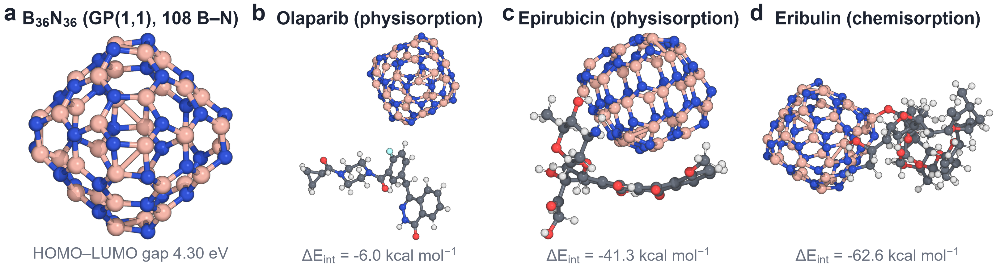 a B₃₆N₃₆ (GP(1,1), 108 B–N)
HOMO–LUMO gap 4.30 eV
b Olaparib (physisorption)
ΔEint = -6.0 kcal mol⁻¹
c Epirubicin (physisorption)
ΔEint = -41.3 kcal mol⁻¹
d Eribulin (chemisorption)
ΔEint = -62.6 kcal mol⁻¹